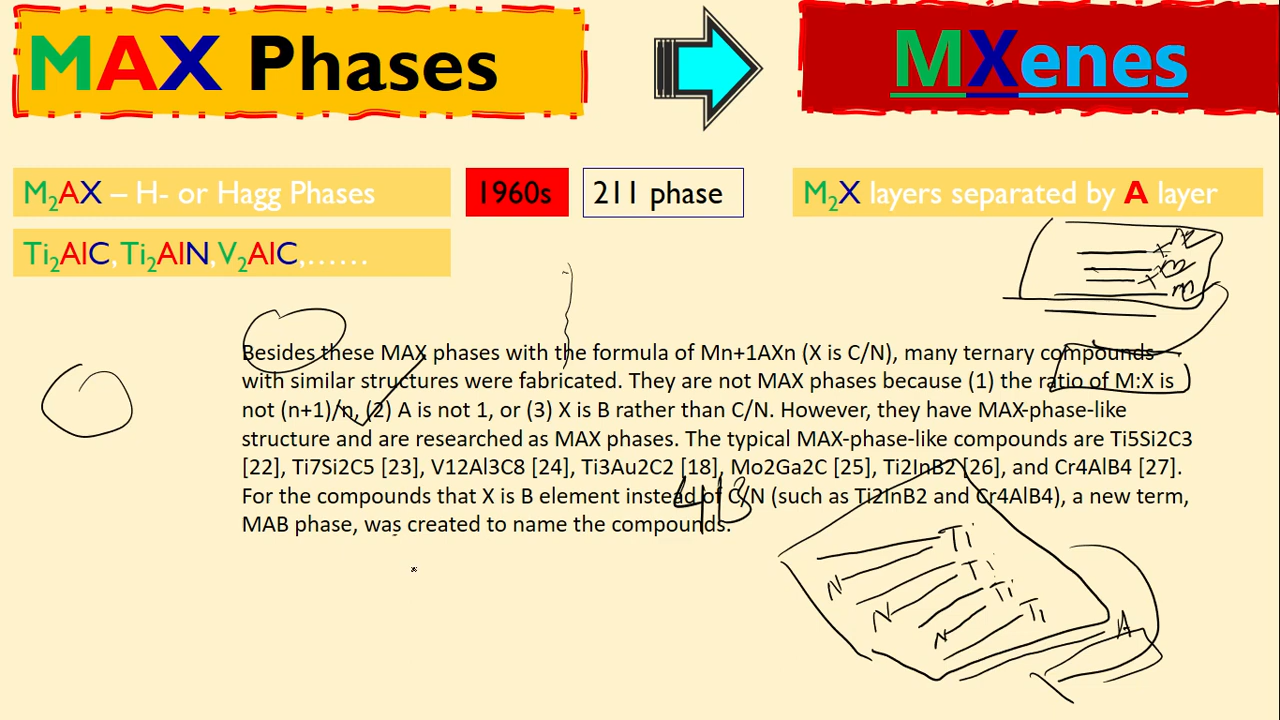 MAX Phases
MXenes
M2AX – H- or Hagg Phases
1960s
211 phase
M2X layers separated by A layer
Ti2AlC, Ti2AlN, V2AlC,……
Besides these MAX phases with the formula of Mn+1AXn (X is C/N), many ternary compounds
with similar structures were fabricated. They are not MAX phases because (1) the ratio of M:X is
not (n+1)/n, (2) A is not 1, or (3) X is B rather than C/N. However, they have MAX-phase-like
structure and are researched as MAX phases. The typical MAX-phase-like compounds are Ti5Si2C3
[22], Ti7Si2C5 [23], V12Al3C8 [24], Ti3Au2C2 [18], Mo2Ga2C [25], Ti2InB2 [26], and Cr4AlB4 [27].
For the compounds that X is B element instead of C/N (such as Ti2InB2 and Cr4AlB4), a new term,
MAB phase, was created to name the compounds.
Ti
N Ti
N Ti
N Ti
A